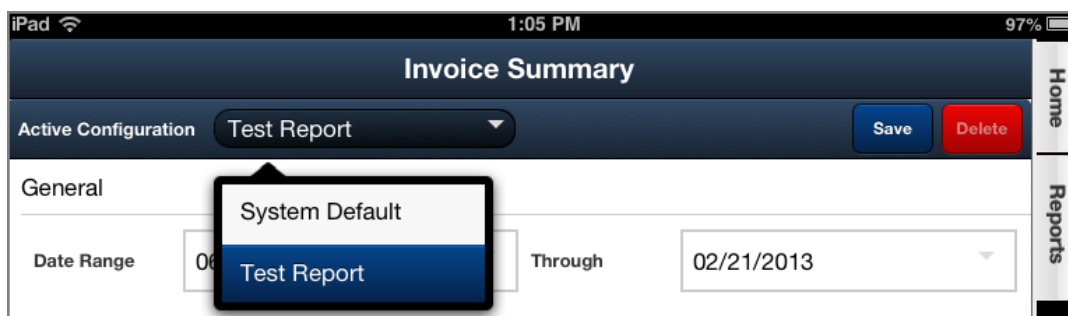 iPad 1:05 PM 97%
Invoice Summary
Active Configuration Test Report Save Delete
General
System Default
Date Range Through 02/21/2013
Test Report
Home
Reports